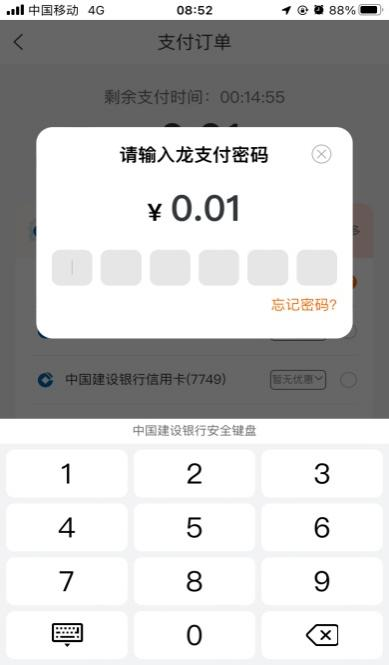 中国移动 4G 08:52 88%
支付订单
剩余支付时间：00:14:55
请输入龙支付密码
¥ 0.01
多
忘记密码?
中国建设银行信用卡(7749) 暂无优惠
中国建设银行安全键盘
1 2 3
4 5 6
7 8 9
0